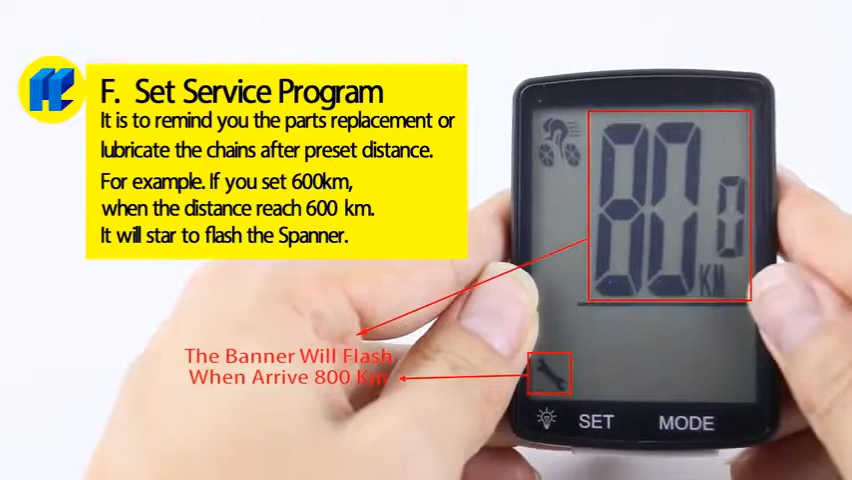 F. Set Service Program
It is to remind you the parts replacement or
lubricate the chains after preset distance.
For example. If you set 600km,
when the distance reach 600 km.
It will star to flash the Spanner.
800
KM
The Banner Will Flash
When Arrive 800 Km
SET MODE